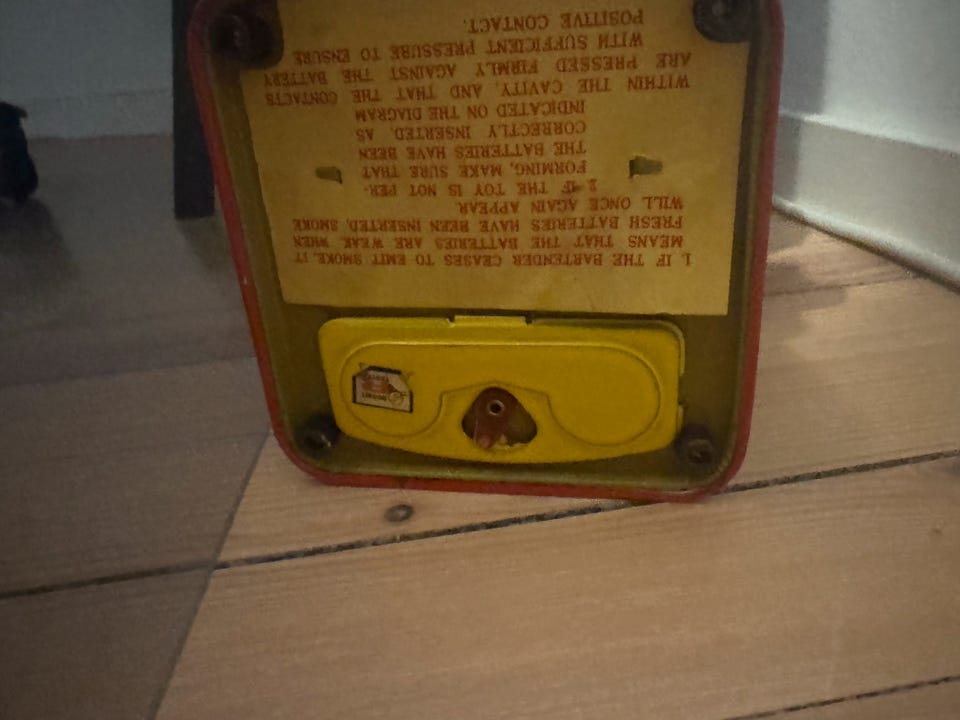 1. IF THE BARTENDER CEASES TO EMIT SMOKE, IT
MEANS THAT THE BATTERIES ARE WEAK. WHEN
FRESH BATTERIES HAVE BEEN INSERTED, SMOKE
WILL ONCE AGAIN APPEAR.
2. IF THE TOY IS NOT PER-
FORMING, MAKE SURE THAT
THE BATTERIES HAVE BEEN
CORRECTLY INSERTED, AS
INDICATED ON THE DIAGRAM
WITHIN THE CAVITY, AND THAT THE CONTACTS
ARE PRESSED FIRMLY AGAINST THE BATTERY
WITH SUFFICIENT PRESSURE TO ENSURE
POSITIVE CONTACT.